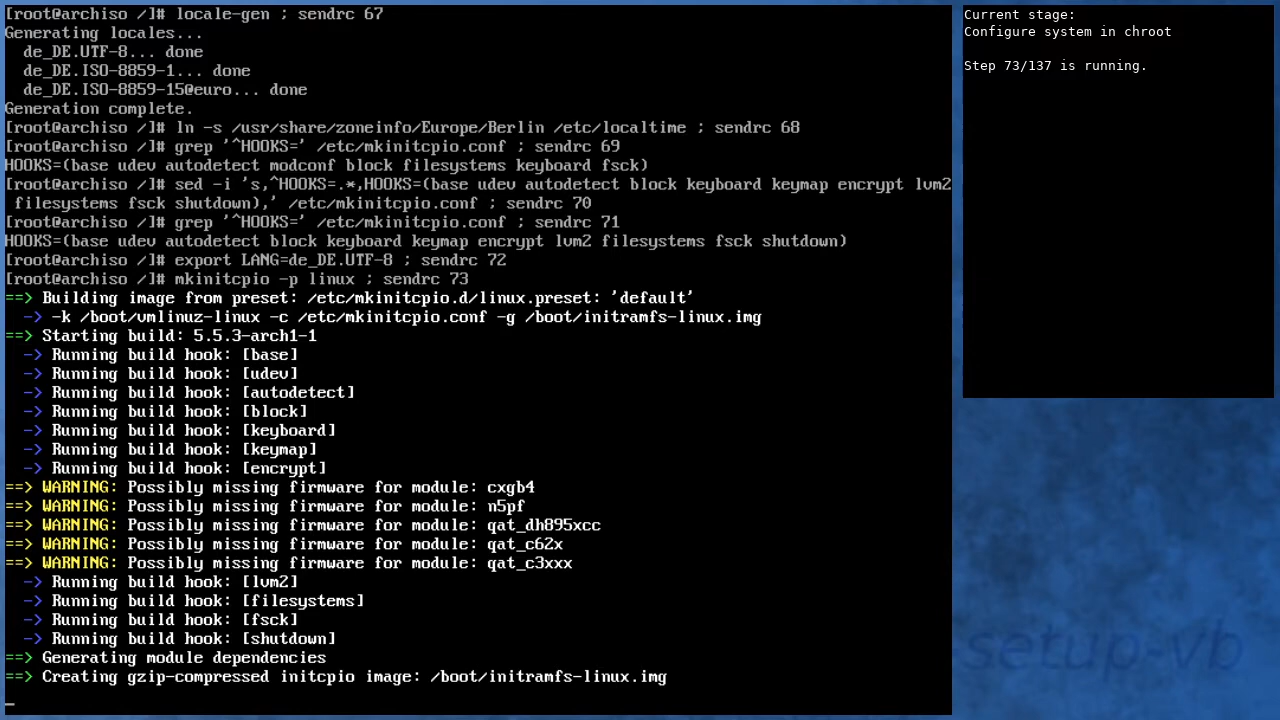 [root@archiso /]# locale-gen ; sendrc 67
Generating locales...
  de_DE.UTF-8... done
  de_DE.ISO-8859-1... done
  de_DE.ISO-8859-15@euro... done
Generation complete.
[root@archiso /]# ln -s /usr/share/zoneinfo/Europe/Berlin /etc/localtime ; sendrc 68
[root@archiso /]# grep '^HOOKS=' /etc/mkinitcpio.conf ; sendrc 69
HOOKS=(base udev autodetect modconf block filesystems keyboard fsck)
[root@archiso /]# sed -i 's,^HOOKS=.*,HOOKS=(base udev autodetect block keyboard keymap encrypt lvm2
 filesystems fsck shutdown),' /etc/mkinitcpio.conf ; sendrc 70
[root@archiso /]# grep '^HOOKS=' /etc/mkinitcpio.conf ; sendrc 71
HOOKS=(base udev autodetect block keyboard keymap encrypt lvm2 filesystems fsck shutdown)
[root@archiso /]# export LANG=de_DE.UTF-8 ; sendrc 72
[root@archiso /]# mkinitcpio -p linux ; sendrc 73
==> Building image from preset: /etc/mkinitcpio.d/linux.preset: 'default'
  -> -k /boot/vmlinuz-linux -c /etc/mkinitcpio.conf -g /boot/initramfs-linux.img
==> Starting build: 5.5.3-arch1-1
  -> Running build hook: [base]
  -> Running build hook: [udev]
  -> Running build hook: [autodetect]
  -> Running build hook: [block]
  -> Running build hook: [keyboard]
  -> Running build hook: [keymap]
  -> Running build hook: [encrypt]
==> WARNING: Possibly missing firmware for module: cxgb4
==> WARNING: Possibly missing firmware for module: n5pf
==> WARNING: Possibly missing firmware for module: qat_dh895xcc
==> WARNING: Possibly missing firmware for module: qat_c62x
==> WARNING: Possibly missing firmware for module: qat_c3xxx
  -> Running build hook: [lvm2]
  -> Running build hook: [filesystems]
  -> Running build hook: [fsck]
  -> Running build hook: [shutdown]
==> Generating module dependencies
==> Creating gzip-compressed initcpio image: /boot/initramfs-linux.img
_
Current stage:
Configure system in chroot
Step 73/137 is running.
setup-vb